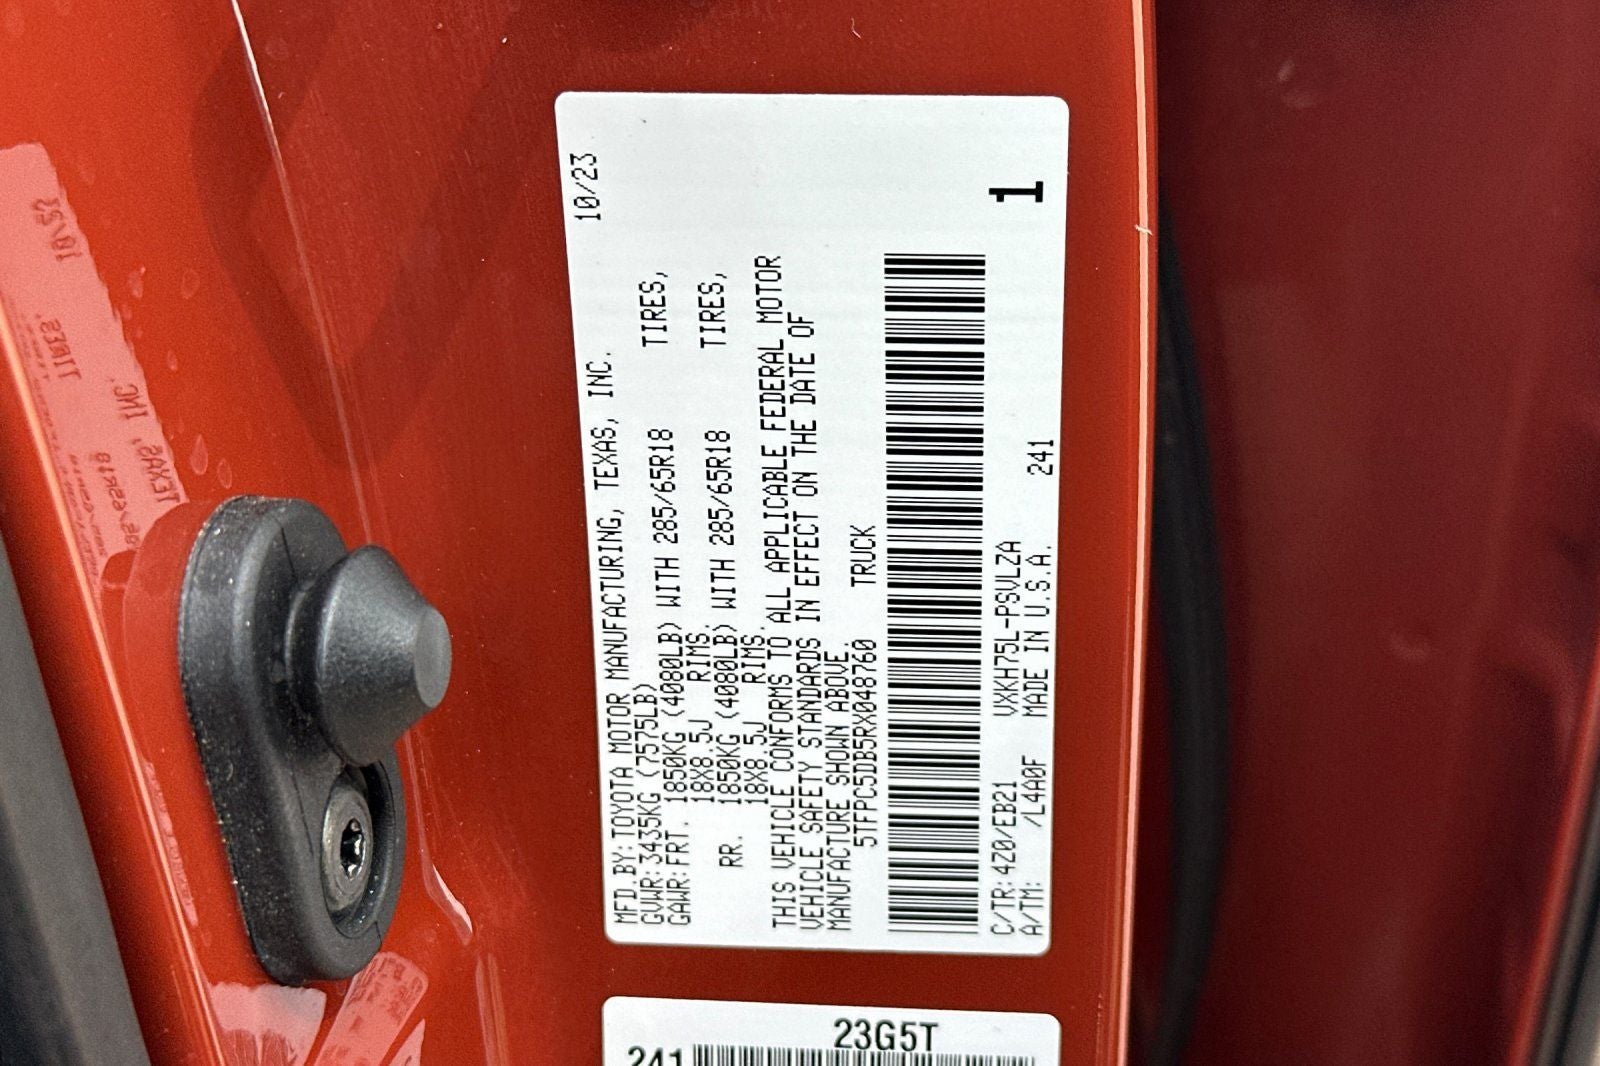 10/23
MFD.BY:TOYOTA MOTOR MANUFACTURING, TEXAS, INC.
GVWR:3435KG (7575LB)
GAWR:FRT. 1850KG (4080LB) WITH 285/65R18 TIRES,
18X8.5J RIMS.
RR. 1850KG (4080LB) WITH 285/65R18 TIRES,
18X8.5J RIMS.
THIS VEHICLE CONFORMS TO ALL APPLICABLE FEDERAL MOTOR
VEHICLE SAFETY STANDARDS IN EFFECT ON THE DATE OF
MANUFACTURE SHOWN ABOVE.
5TFPC5DB5RX048760 TRUCK
1
C/TR:4Z0/EB21 VXKH75L-PSVLZA
A/TM: /L4A0F MADE IN U.S.A. 241
23G5T
241